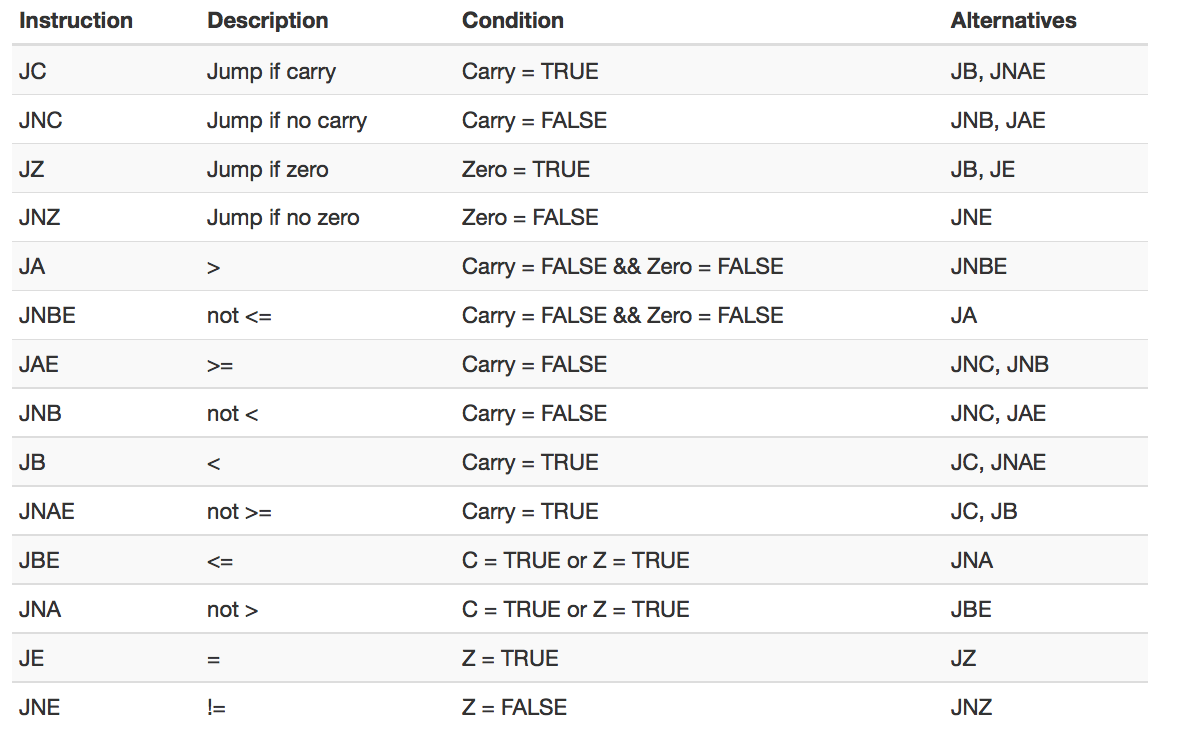 Instruction Description Condition Alternatives
JC Jump if carry Carry = TRUE JB, JNAE
JNC Jump if no carry Carry = FALSE JNB, JAE
JZ Jump if zero Zero = TRUE JB, JE
JNZ Jump if no zero Zero = FALSE JNE
JA > Carry = FALSE && Zero = FALSE JNBE
JNBE not <= Carry = FALSE && Zero = FALSE JA
JAE >= Carry = FALSE JNC, JNB
JNB not < Carry = FALSE JNC, JAE
JB < Carry = TRUE JC, JNAE
JNAE not >= Carry = TRUE JC, JB
JBE <= C = TRUE or Z = TRUE JNA
JNA not > C = TRUE or Z = TRUE JBE
JE = Z = TRUE JZ
JNE != Z = FALSE JNZ